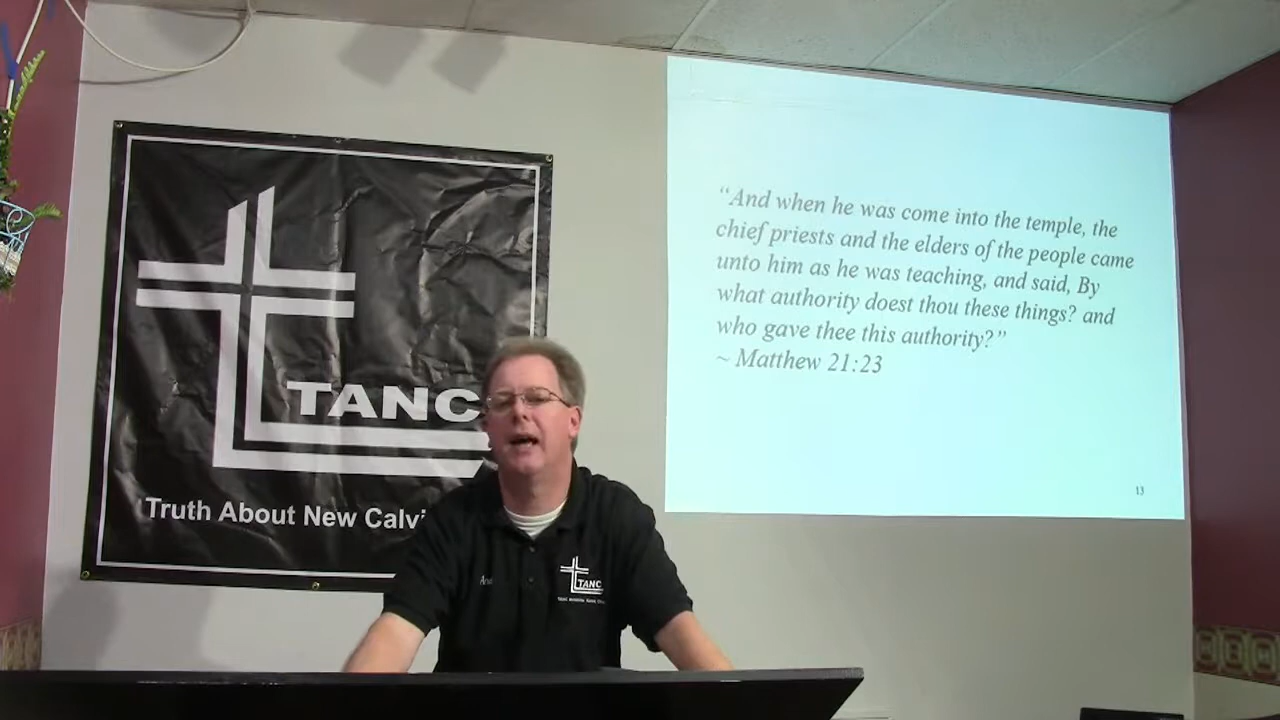 TANC
Truth About New Calvi
“And when he was come into the temple, the
chief priests and the elders of the people came
unto him as he was teaching, and said, By
what authority doest thou these things? and
who gave thee this authority?”
~ Matthew 21:23
13
TANC